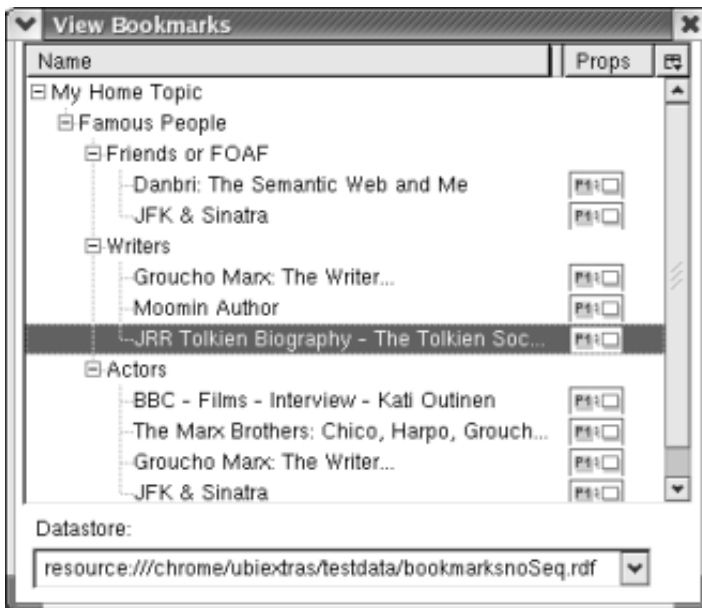 View Bookmarks
Name Props
My Home Topic
Famous People
Friends or FOAF
Danbri: The Semantic Web and Me
JFK & Sinatra
Writers
Groucho Marx: The Writer...
Moomin Author
JRR Tolkien Biography - The Tolkien Soc...
Actors
BBC - Films - Interview - Kati Outinen
The Marx Brothers: Chico, Harpo, Grouch...
Groucho Marx: The Writer...
JFK & Sinatra
Datastore:
resource:///chrome/ubiextras/testdata/bookmarksnoSeq.rdf